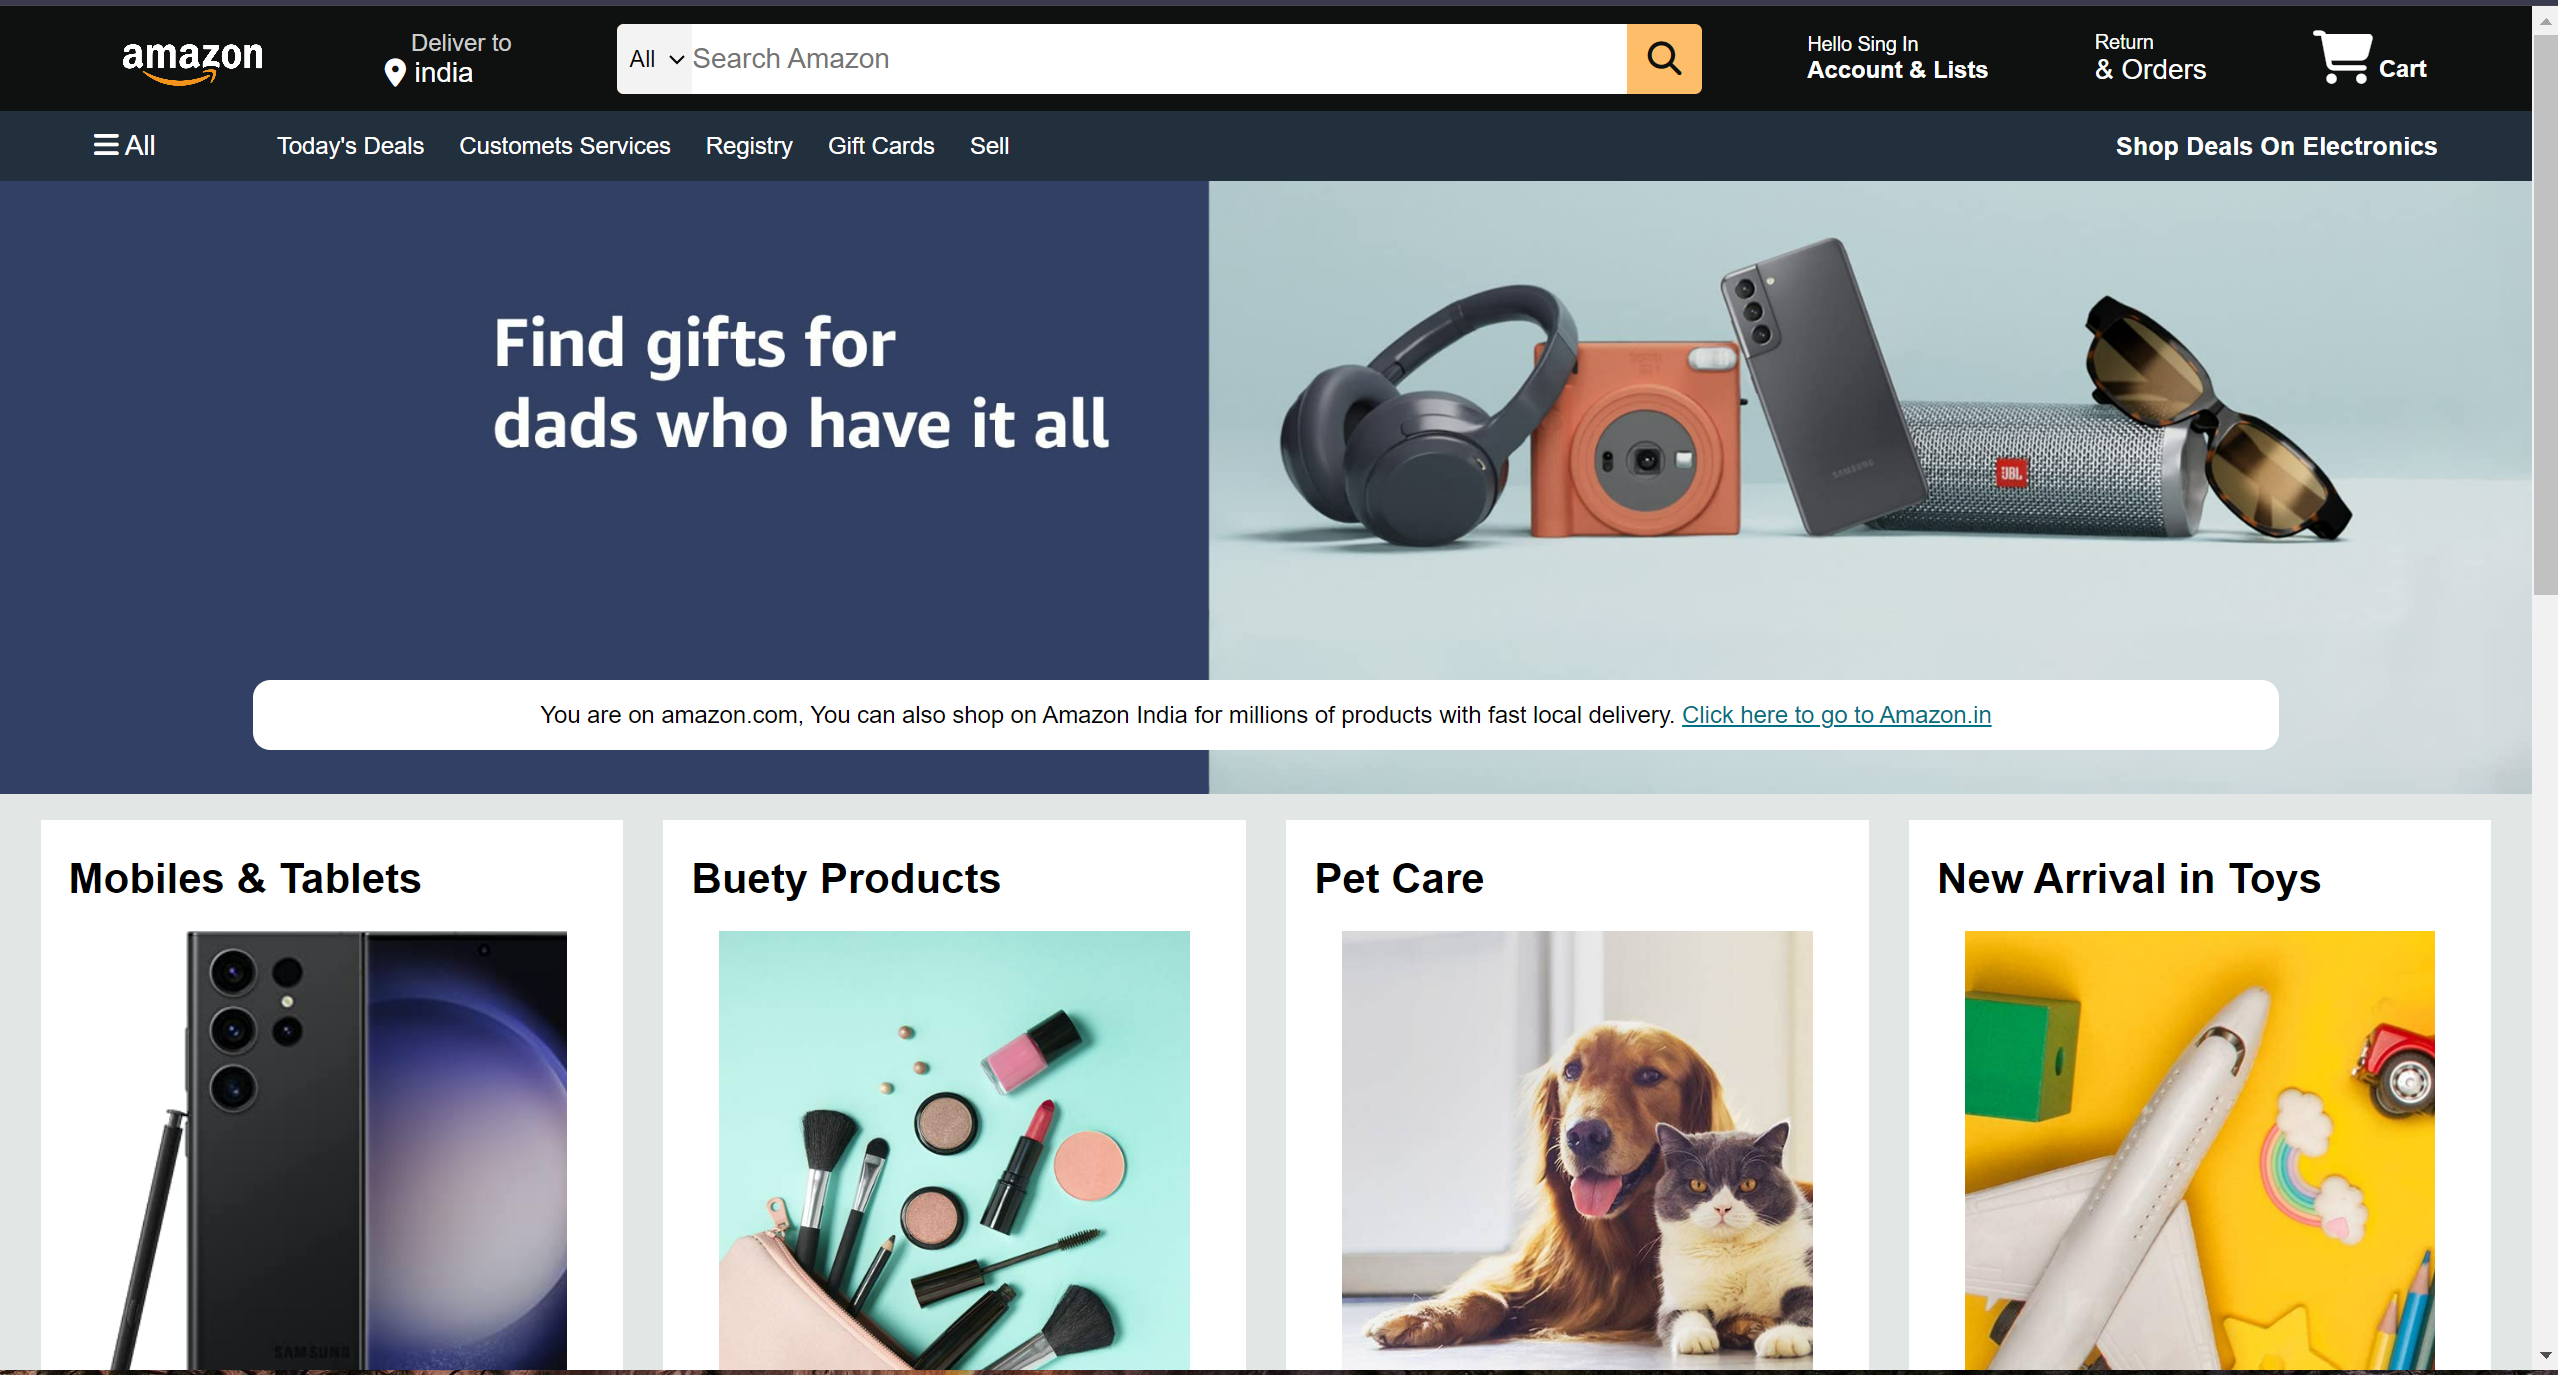 amazon
Deliver to
india
All
Search Amazon
Hello Sing In
Account & Lists
Return
& Orders
Cart
All
Today's Deals
Customets Services
Registry
Gift Cards
Sell
Shop Deals On Electronics
Find gifts for
dads who have it all
SAMSUNG
JBL
You are on amazon.com, You can also shop on Amazon India for millions of products with fast local delivery. Click here to go to Amazon.in
Mobiles & Tablets
Buety Products
Pet Care
New Arrival in Toys
SAMSUNG